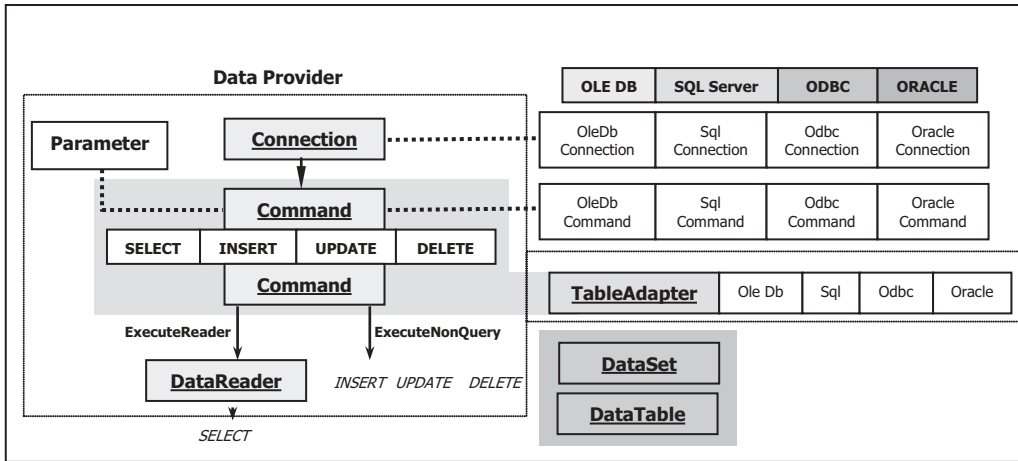 Data Provider
OLE DB SQL Server ODBC ORACLE
Parameter
Connection
OleDb Connection
Sql Connection
Odbc Connection
Oracle Connection
Command
OleDb Command
Sql Command
Odbc Command
Oracle Command
SELECT INSERT UPDATE DELETE
Command
TableAdapter Ole Db Sql Odbc Oracle
ExecuteReader ExecuteNonQuery
DataReader
INSERT UPDATE DELETE
SELECT
DataSet
DataTable